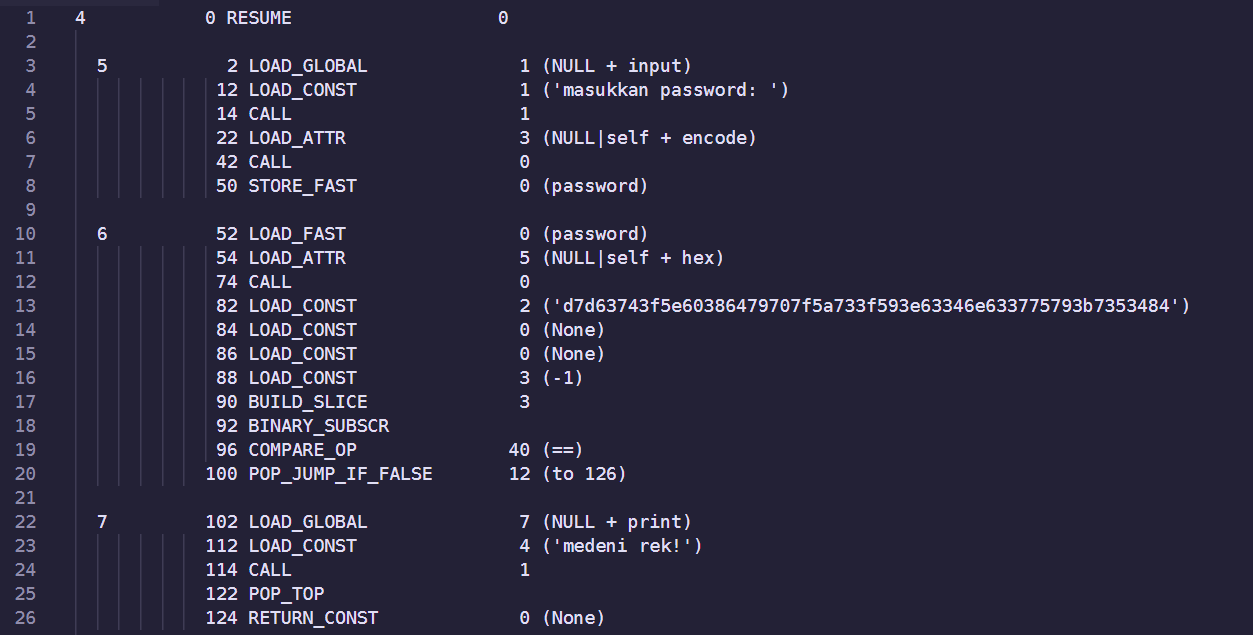 1 4 0 RESUME 0
2
3 5 2 LOAD_GLOBAL 1 (NULL + input)
4 12 LOAD_CONST 1 ('masukkan password: ')
5 14 CALL 1
6 22 LOAD_ATTR 3 (NULL|self + encode)
7 42 CALL 0
8 50 STORE_FAST 0 (password)
9
10 6 52 LOAD_FAST 0 (password)
11 54 LOAD_ATTR 5 (NULL|self + hex)
12 74 CALL 0
13 82 LOAD_CONST 2 ('d7d63743f5e60386479707f5a733f593e63346e633775793b7353484')
14 84 LOAD_CONST 0 (None)
15 86 LOAD_CONST 0 (None)
16 88 LOAD_CONST 3 (-1)
17 90 BUILD_SLICE 3
18 92 BINARY_SUBSCR
19 96 COMPARE_OP 40 (==)
20 100 POP_JUMP_IF_FALSE 12 (to 126)
21
22 7 102 LOAD_GLOBAL 7 (NULL + print)
23 112 LOAD_CONST 4 ('medeni rek!')
24 114 CALL 1
25 122 POP_TOP
26 124 RETURN_CONST 0 (None)